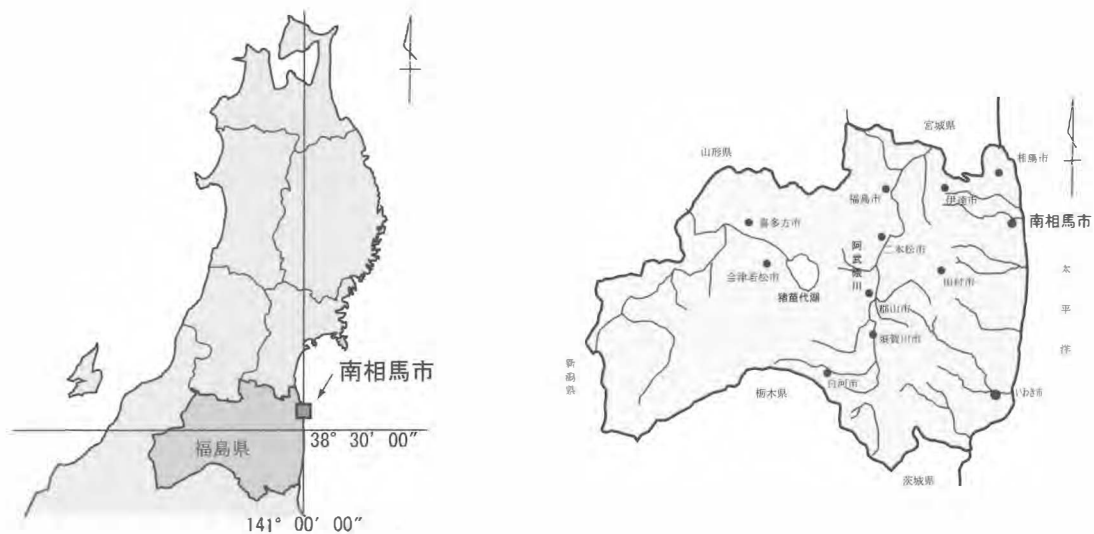 南相馬市
38° 30′ 00″
福島県
141° 00′ 00″
宮城県
山形県
相馬市
福島市
伊達市
南相馬市
喜多方市
二本松市
阿武隈川
会津若松市
田村市
猪苗代湖
郡山市
須賀川市
太平洋
新潟県
白河市
栃木県
いわき市
茨城県